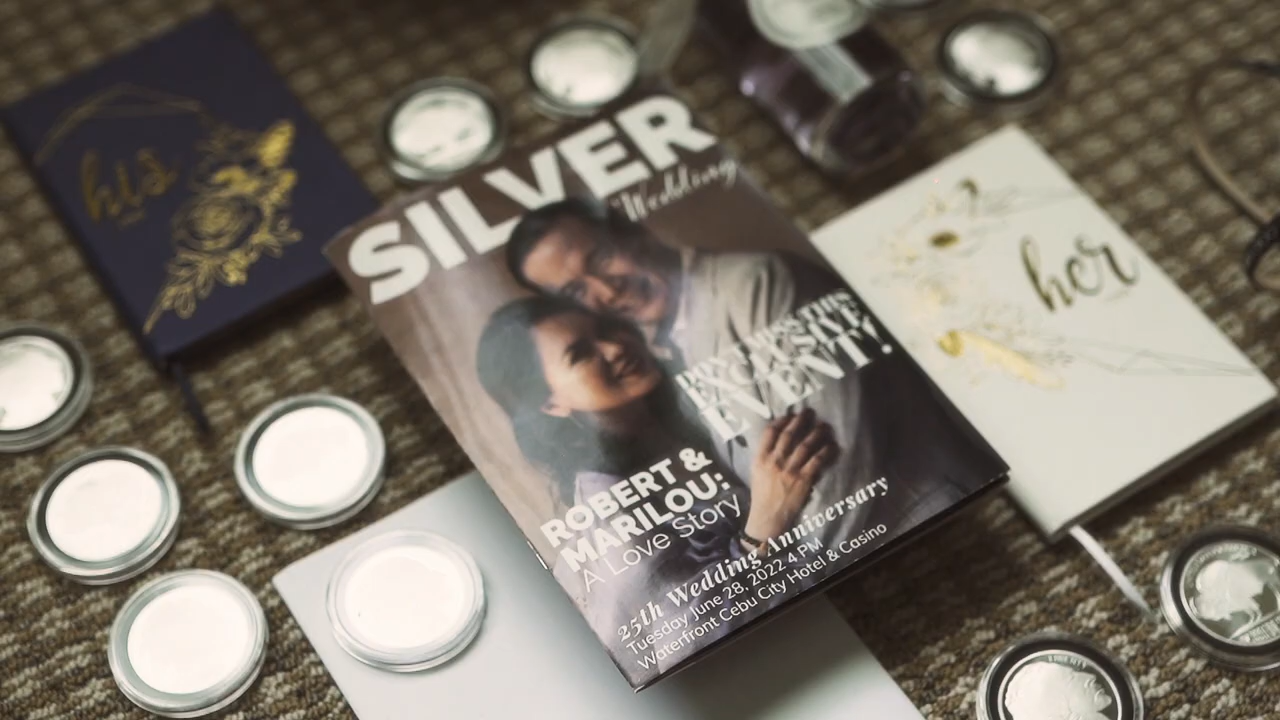 his
SILVER
Wedding
her
DON'T MISS THIS
EXCLUSIVE
EVENT!
ROBERT &
MARILOU:
A Love Story
25th Wedding Anniversary
Tuesday June 28, 2022 4 PM
Waterfront Cebu City Hotel & Casino